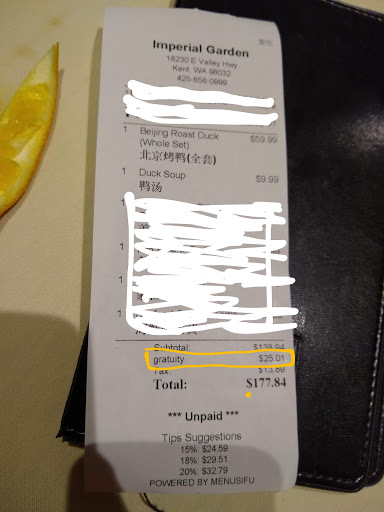 Imperial Garden
18230 E Valley Hwy
Kent, WA 98032
425-656-0999
1 Beijing Roast Duck $59.99
(Whole Set)
北京烤鸭(全套)
1 Duck Soup $9.99
鸭汤
1
1
1
1
Subtotal: $138.94
gratuity $25.01
Tax: $13.89
Total: $177.84
*** Unpaid ***
Tips Suggestions
15% $24.59
18% $29.51
20% $32.79
POWERED BY MENUSIFU